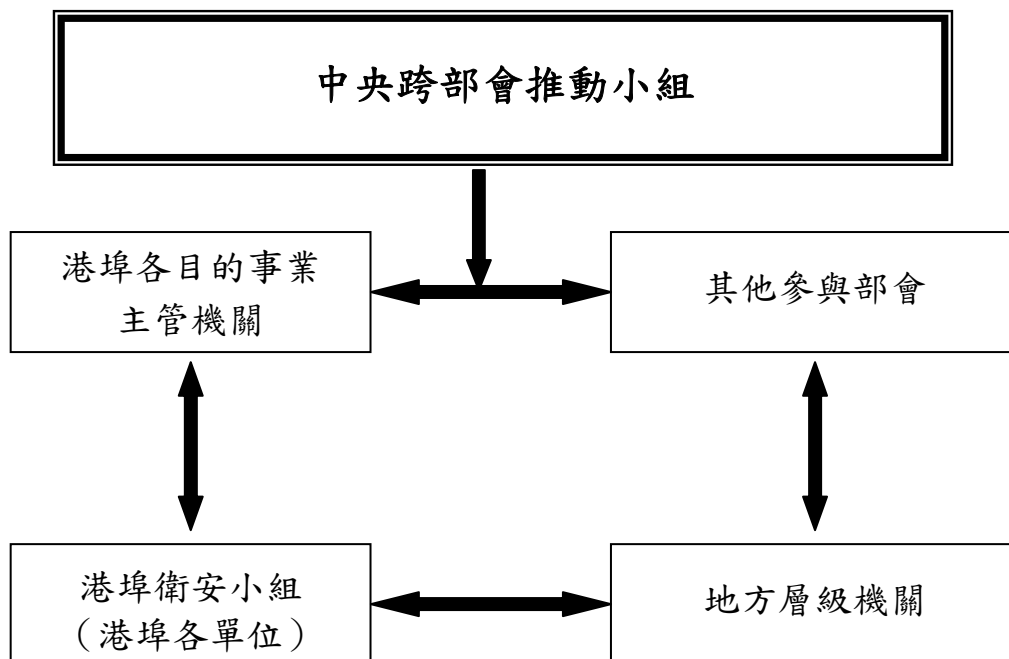 中央跨部會推動小組
港埠各目的事業
主管機關
其他參與部會
港埠衛安小組
（港埠各單位）
地方層級機關